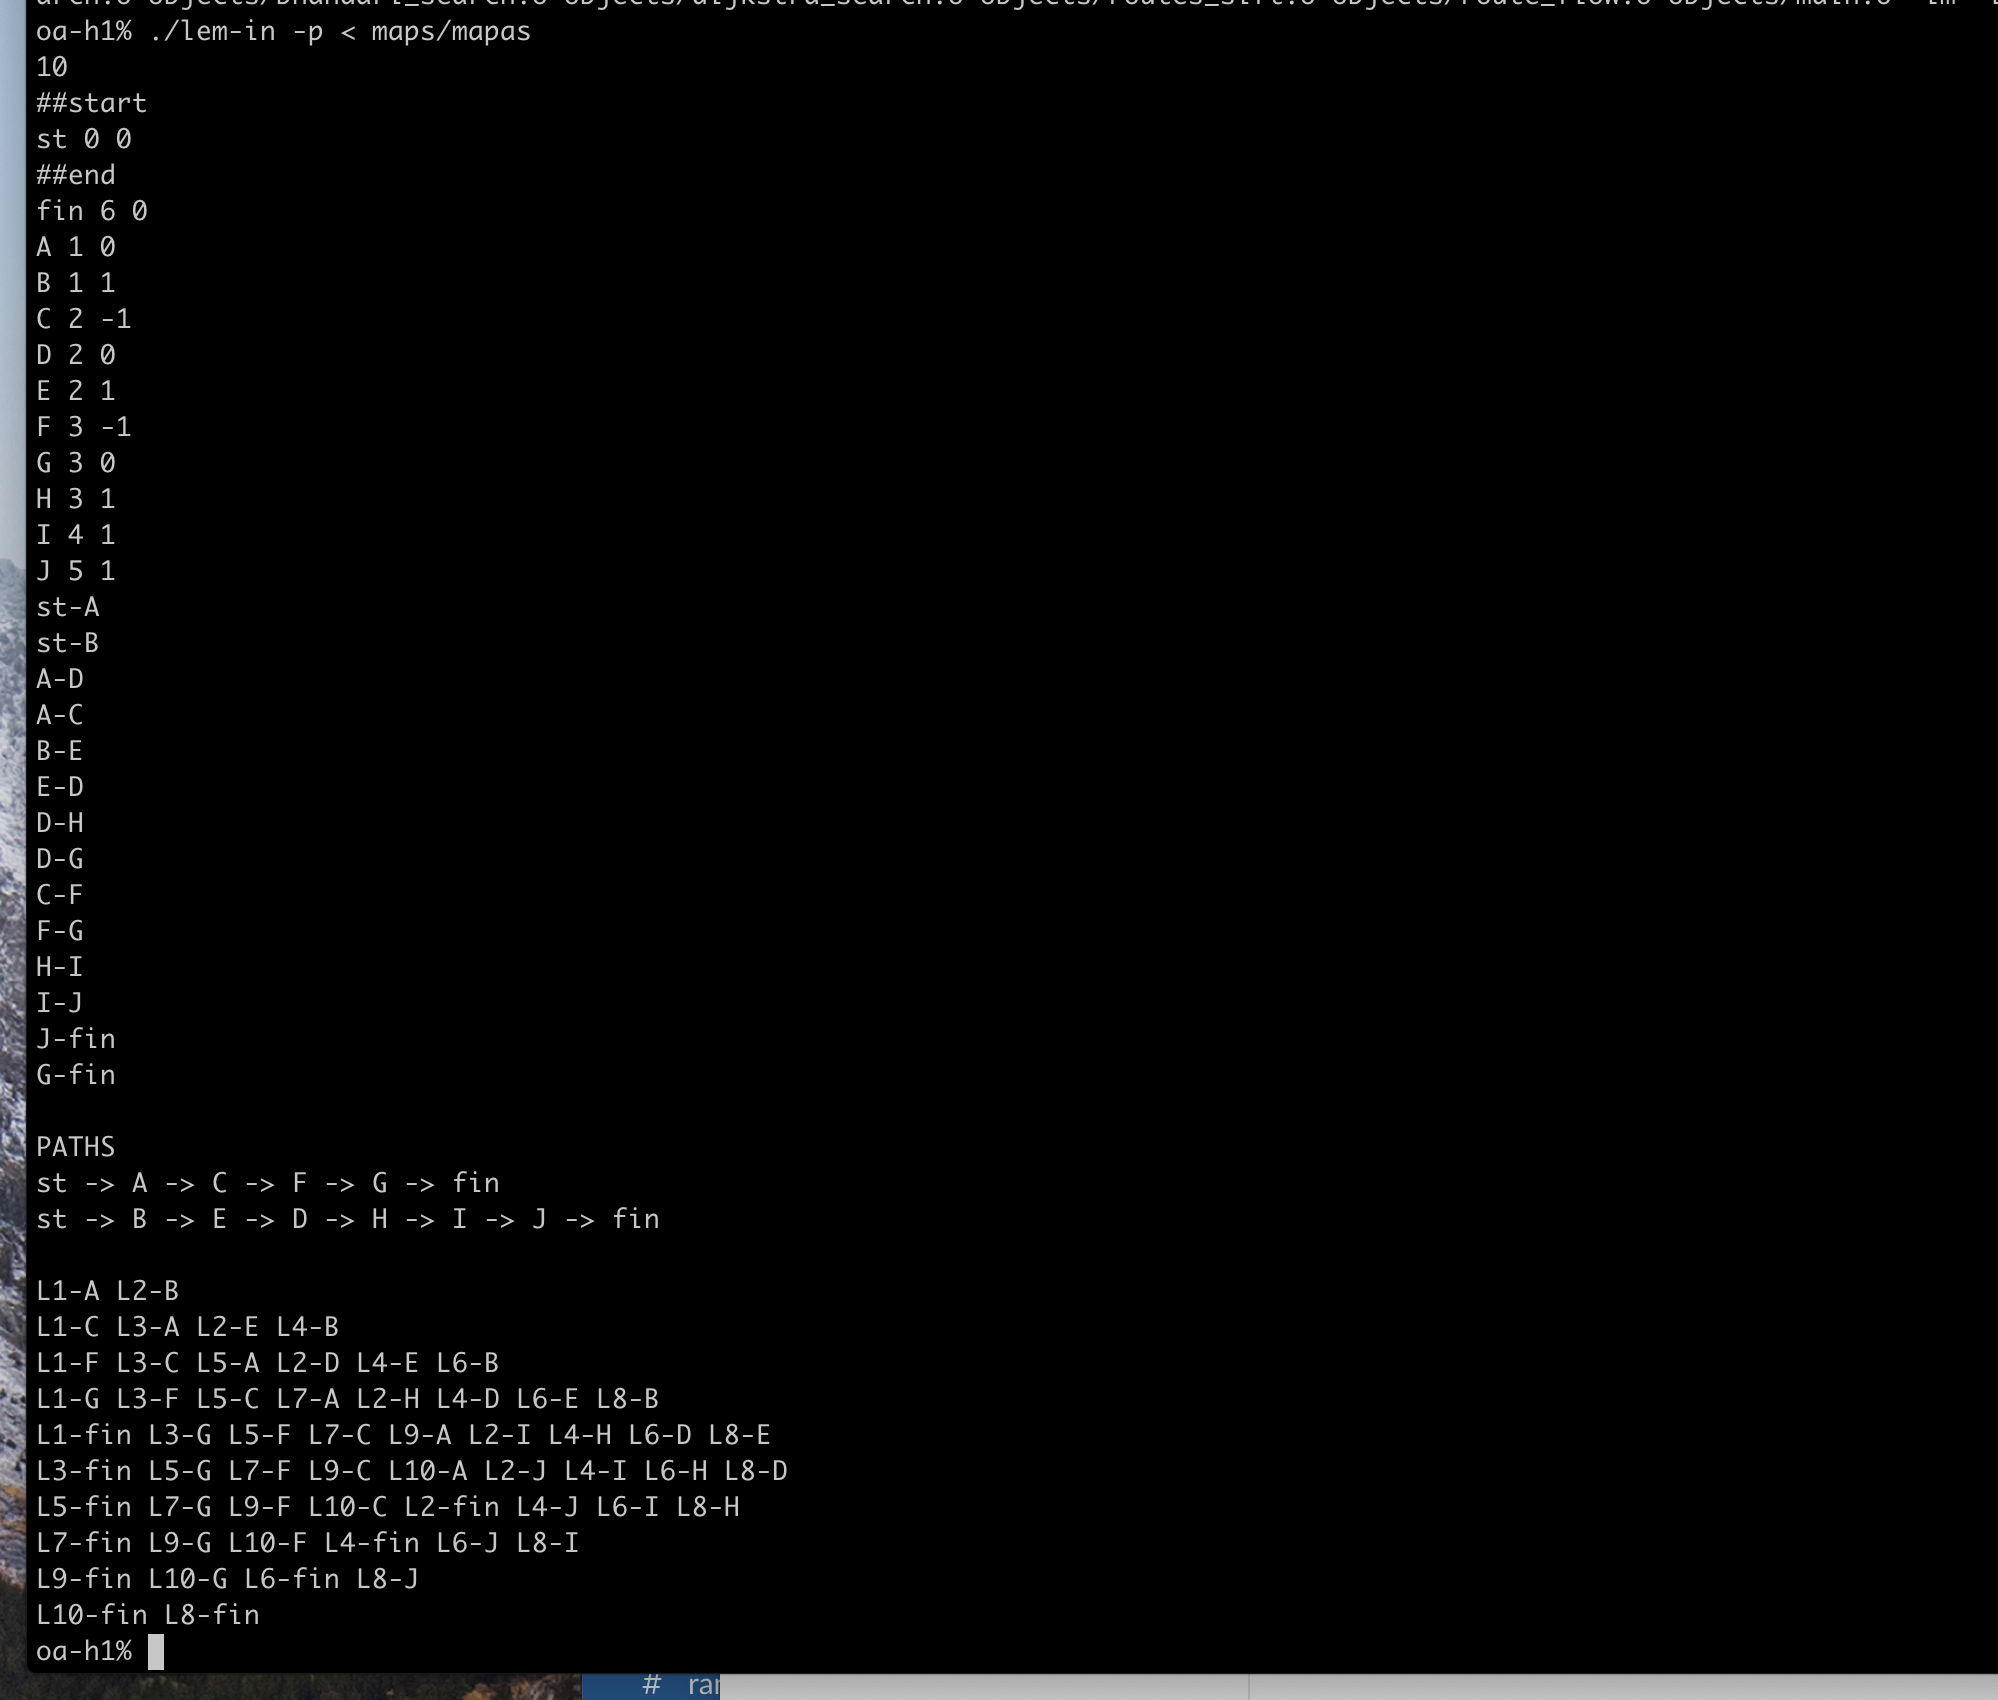 oa-h1% ./lem-in -p < maps/mapas
10
##start
st 0 0
##end
fin 6 0
A 1 0
B 1 1
C 2 -1
D 2 0
E 2 1
F 3 -1
G 3 0
H 3 1
I 4 1
J 5 1
st-A
st-B
A-D
A-C
B-E
E-D
D-H
D-G
C-F
F-G
H-I
I-J
J-fin
G-fin
PATHS
st -> A -> C -> F -> G -> fin
st -> B -> E -> D -> H -> I -> J -> fin
L1-A L2-B
L1-C L3-A L2-E L4-B
L1-F L3-C L5-A L2-D L4-E L6-B
L1-G L3-F L5-C L7-A L2-H L4-D L6-E L8-B
L1-fin L3-G L5-F L7-C L9-A L2-I L4-H L6-D L8-E
L3-fin L5-G L7-F L9-C L10-A L2-J L4-I L6-H L8-D
L5-fin L7-G L9-F L10-C L2-fin L4-J L6-I L8-H
L7-fin L9-G L10-F L4-fin L6-J L8-I
L9-fin L10-G L6-fin L8-J
L10-fin L8-fin
oa-h1%
#